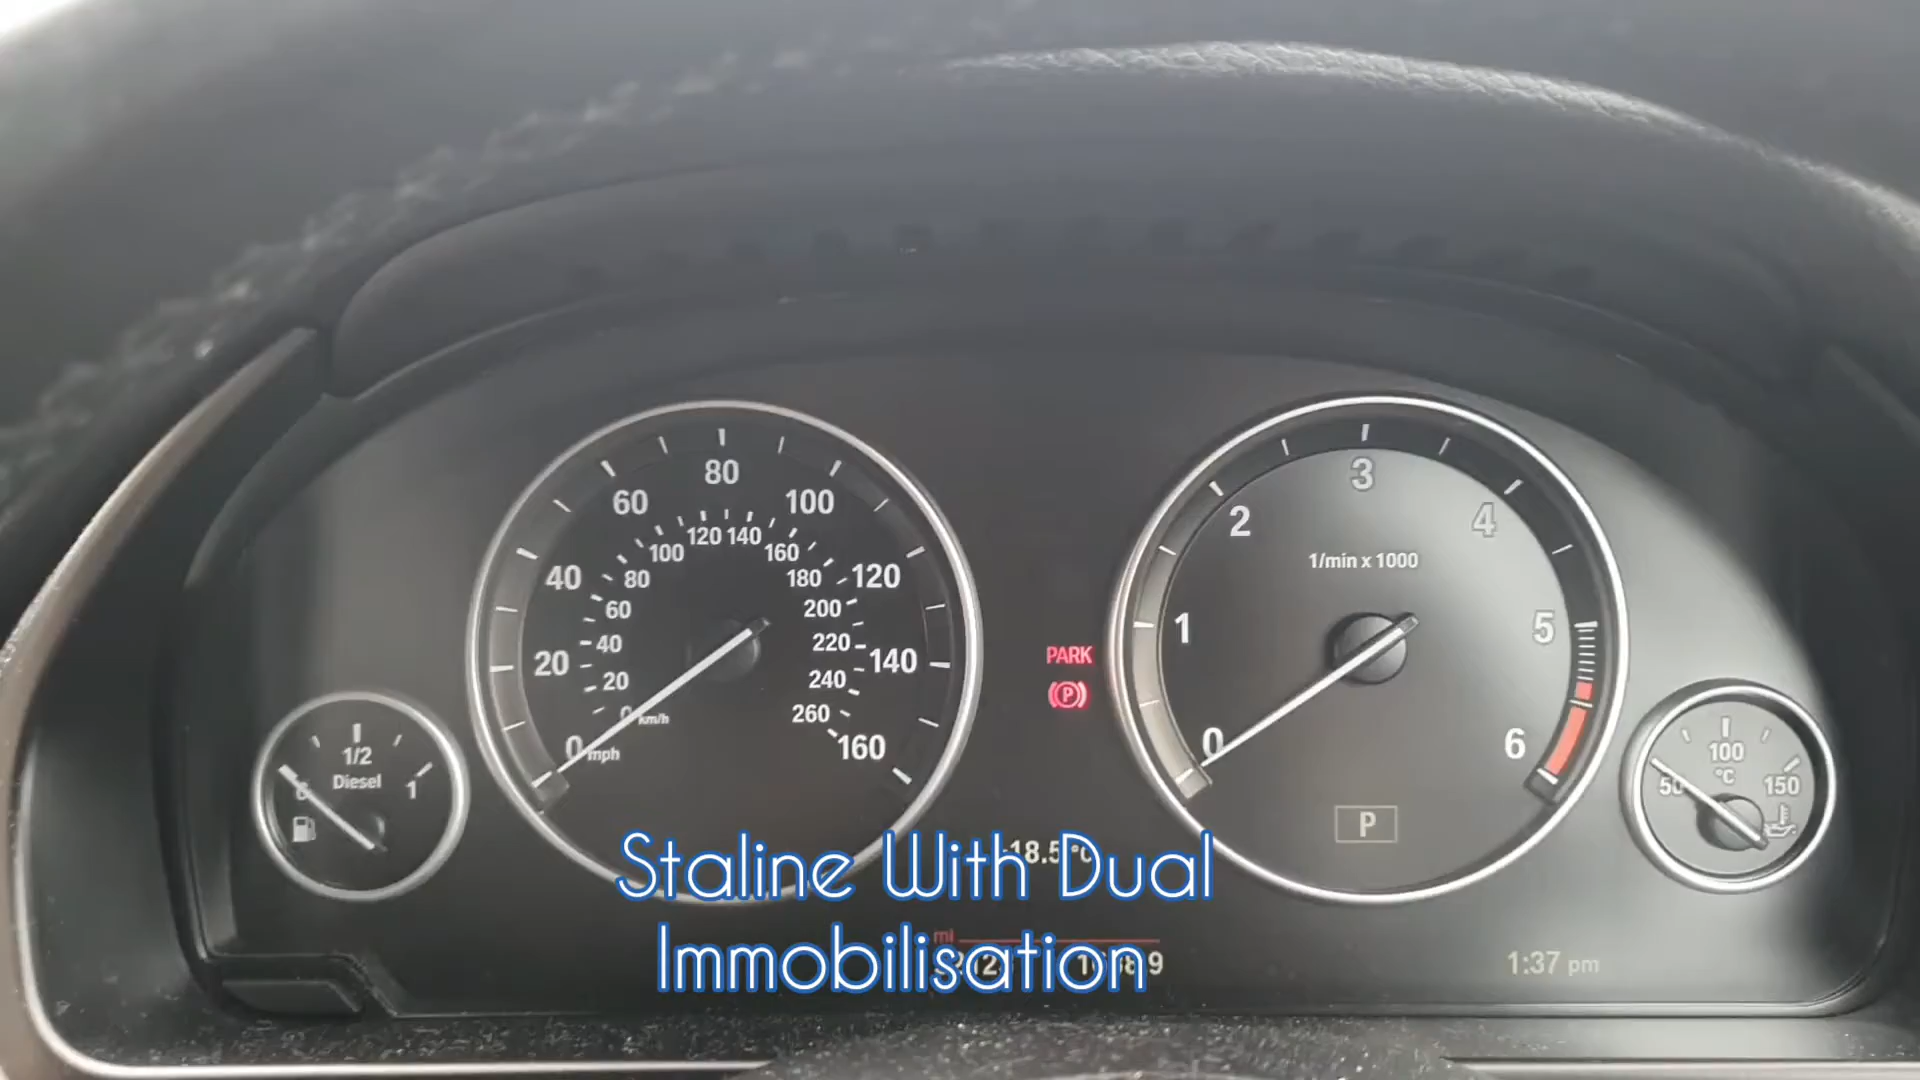 80
60
100
120 140
100
160
40
80
180
120
60
200
40
220
20
140
20
240
0 km/h
260
0 mph
160
3
2
4
1/min x 1000
1
5
0
6
P
PARK
P
1/2
Diesel
1
100
°C
50
150
Staline With Dual
Immobilisation
mi
1:37 pm